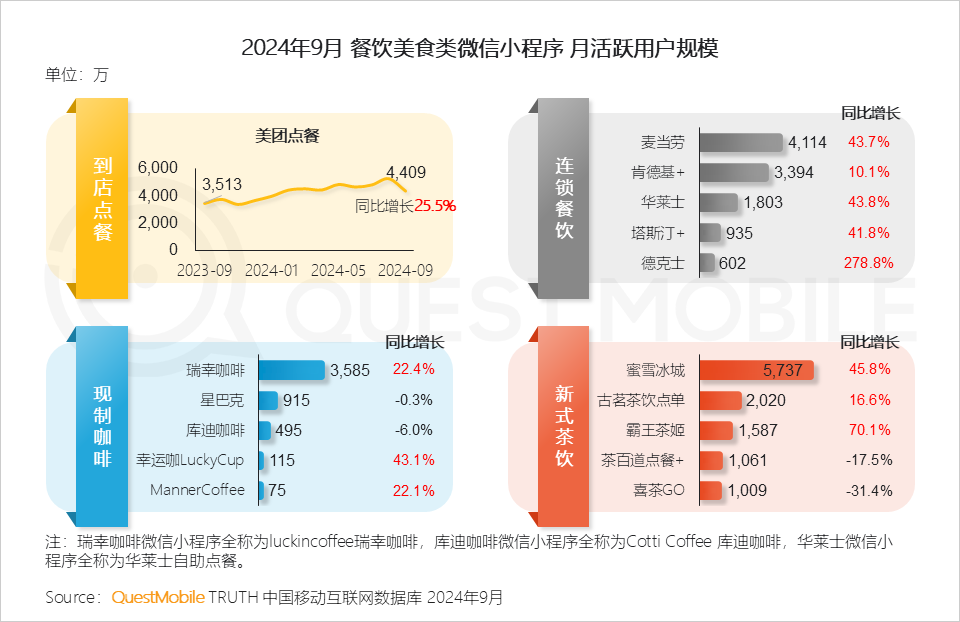 2024年9月 餐饮美食类微信小程序 月活跃用户规模
单位：万
到店点餐
美团点餐
6,000
4,000
2,000
0
3,513
4,409
同比增长25.5%
2023-09 2024-01 2024-05 2024-09
连锁餐饮
同比增长
麦当劳 4,114 43.7%
肯德基+ 3,394 10.1%
华莱士 1,803 43.8%
塔斯汀+ 935 41.8%
德克士 602 278.8%
QUESTMOBILE
现制咖啡
同比增长
瑞幸咖啡 3,585 22.4%
星巴克 915 -0.3%
库迪咖啡 495 -6.0%
幸运咖LuckyCup 115 43.1%
MannerCoffee 75 22.1%
新式茶饮
同比增长
蜜雪冰城 5,737 45.8%
古茗茶饮点单 2,020 16.6%
霸王茶姬 1,587 70.1%
茶百道点餐+ 1,061 -17.5%
喜茶GO 1,009 -31.4%
注：瑞幸咖啡微信小程序全称为luckincoffee瑞幸咖啡，库迪咖啡微信小程序全称为Cotti Coffee 库迪咖啡，华莱士微信小
程序全称为华莱士自助点餐。
Source：QuestMobile TRUTH 中国移动互联网数据库 2024年9月